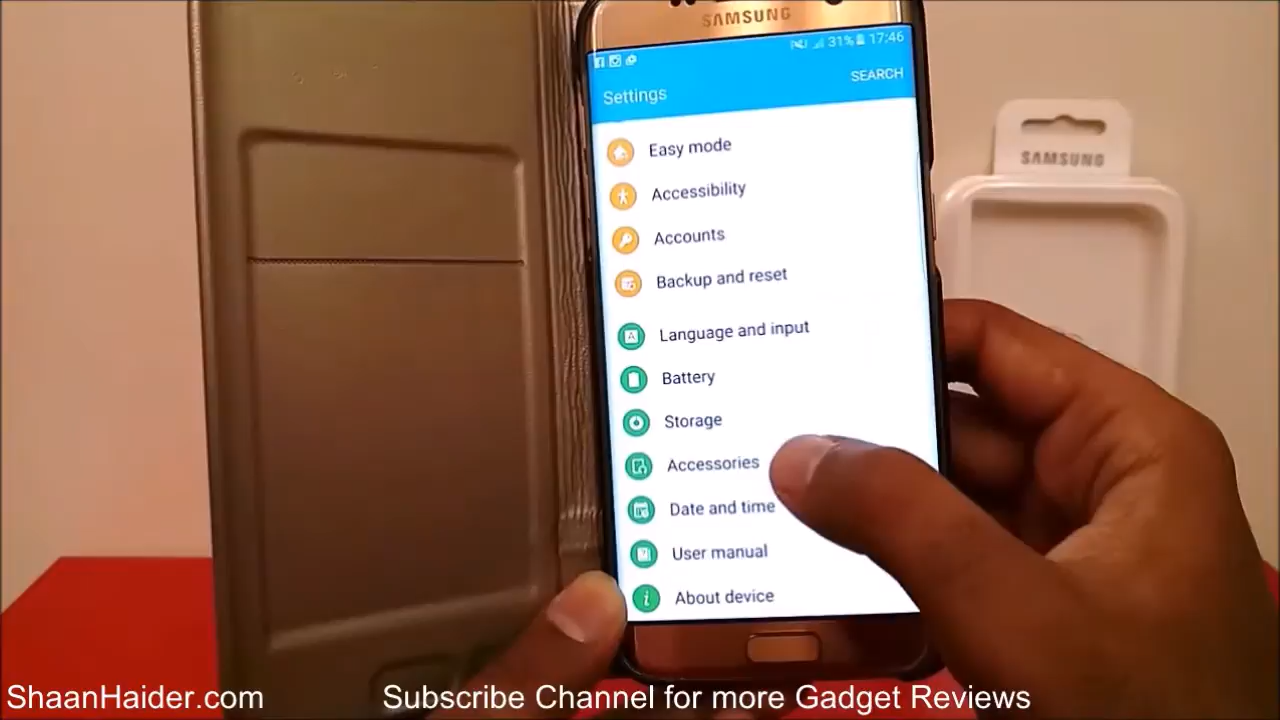 SAMSUNG
31% 17:46
SEARCH
Settings
Easy mode
Accessibility
Accounts
Backup and reset
Language and input
Battery
Storage
Accessories
Date and time
User manual
About device
SAMSUNG
ShaanHaider.com
Subscribe Channel for more Gadget Reviews